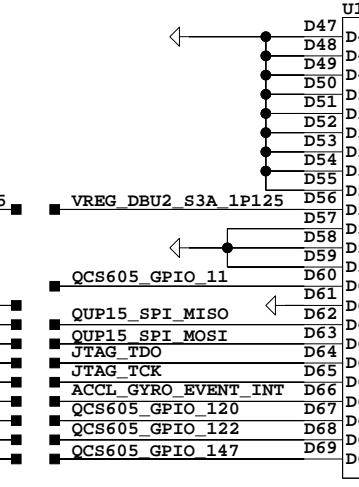 U1
D47
D48
D49
D50
D51
D52
D53
D54
D55
VREG_DBU2_S3A_1P125 D56
D57
D58
D59
QCS605_GPIO_11 D60
D61
QUP15_SPI_MISO D62
QUP15_SPI_MOSI D63
JTAG_TDO D64
JTAG_TCK D65
ACCL_GYRO_EVENT_INT D66
QCS605_GPIO_120 D67
QCS605_GPIO_122 D68
QCS605_GPIO_147 D69